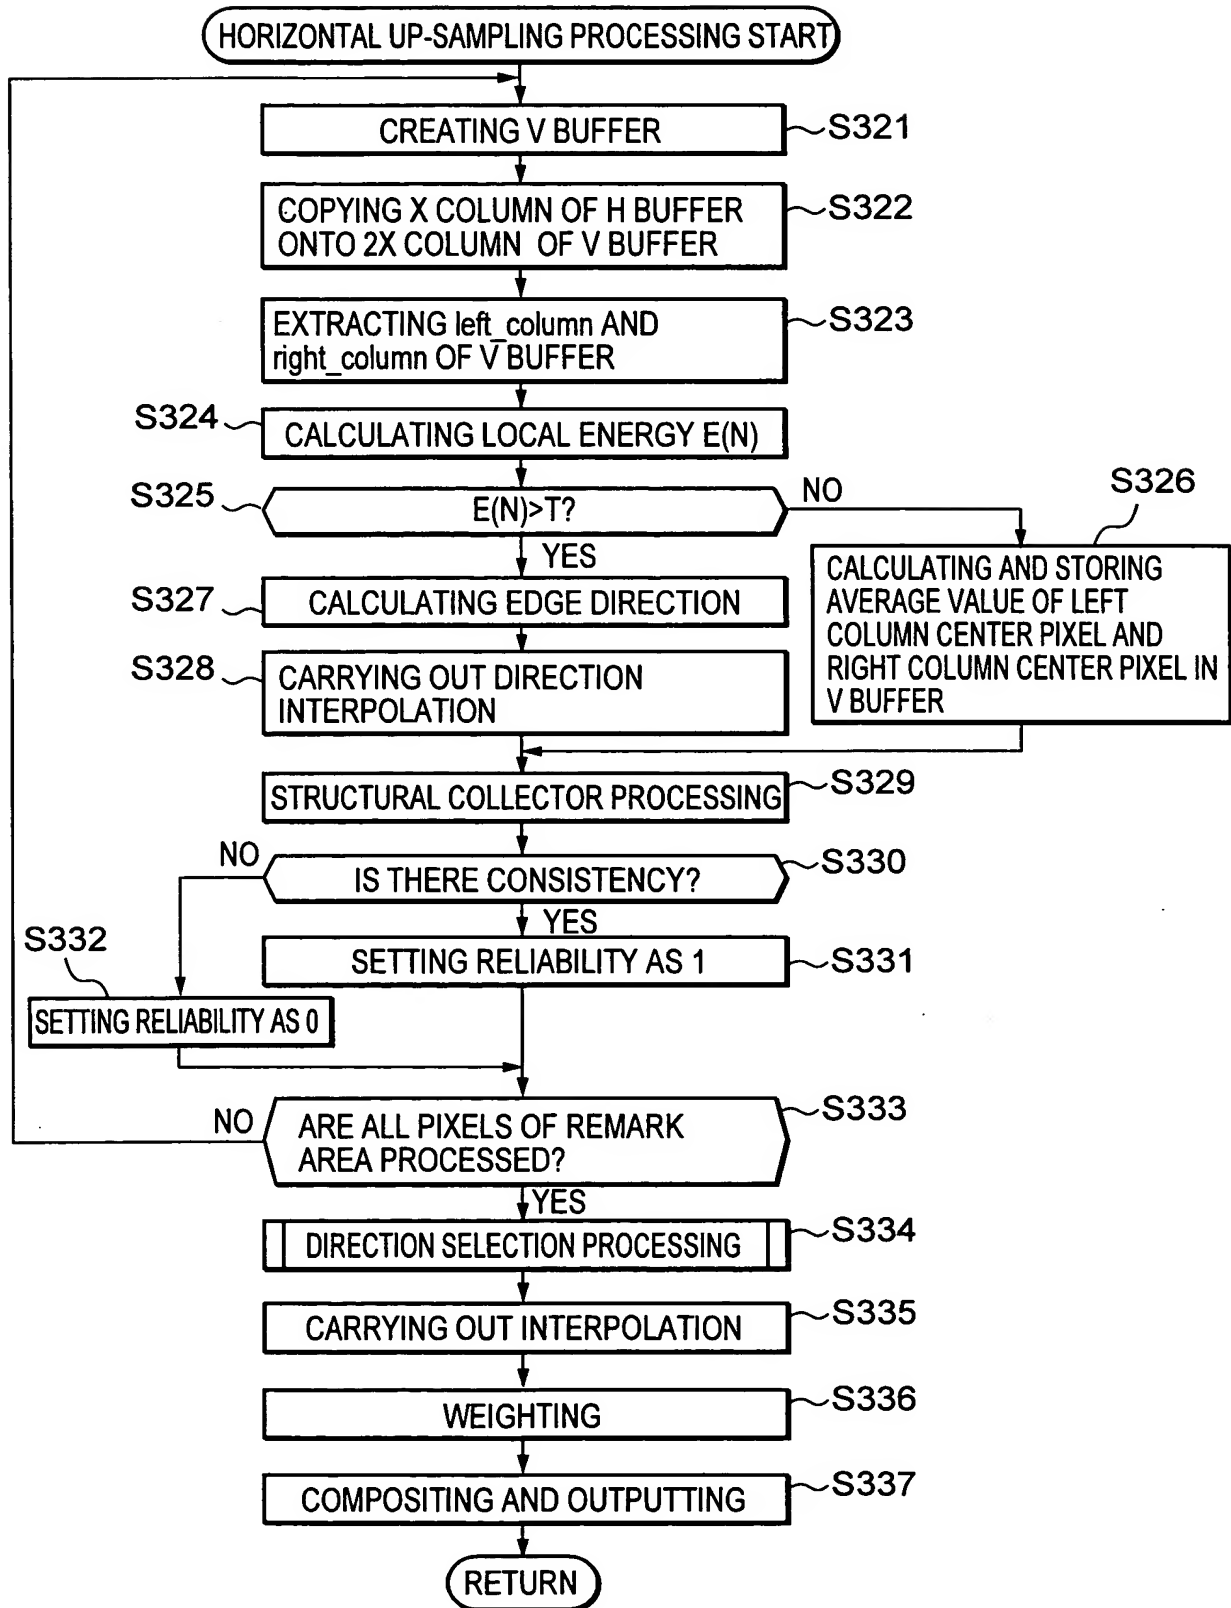 HORIZONTAL UP-SAMPLING PROCESSING START
CREATING V BUFFER
S321
COPYING X COLUMN OF H BUFFER
ONTO 2X COLUMN OF V BUFFER
S322
EXTRACTING left_column AND
right_column OF V BUFFER
S323
S324
CALCULATING LOCAL ENERGY E(N)
S325
E(N)>T?
NO
S326
YES
CALCULATING AND STORING
AVERAGE VALUE OF LEFT
COLUMN CENTER PIXEL AND
RIGHT COLUMN CENTER PIXEL IN
V BUFFER
S327
CALCULATING EDGE DIRECTION
S328
CARRYING OUT DIRECTION
INTERPOLATION
STRUCTURAL COLLECTOR PROCESSING
S329
NO
IS THERE CONSISTENCY?
S330
YES
S332
SETTING RELIABILITY AS 1
S331
SETTING RELIABILITY AS 0
NO
ARE ALL PIXELS OF REMARK
AREA PROCESSED?
S333
YES
DIRECTION SELECTION PROCESSING
S334
CARRYING OUT INTERPOLATION
S335
WEIGHTING
S336
COMPOSITING AND OUTPUTTING
S337
RETURN